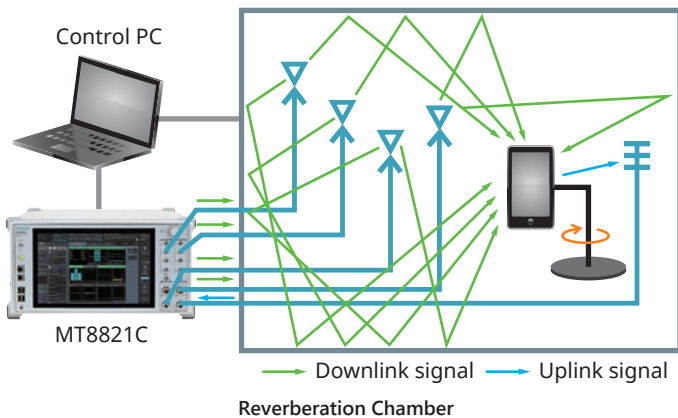 Control PC
MT8821C
Downlink signal
Uplink signal
Reverberation Chamber